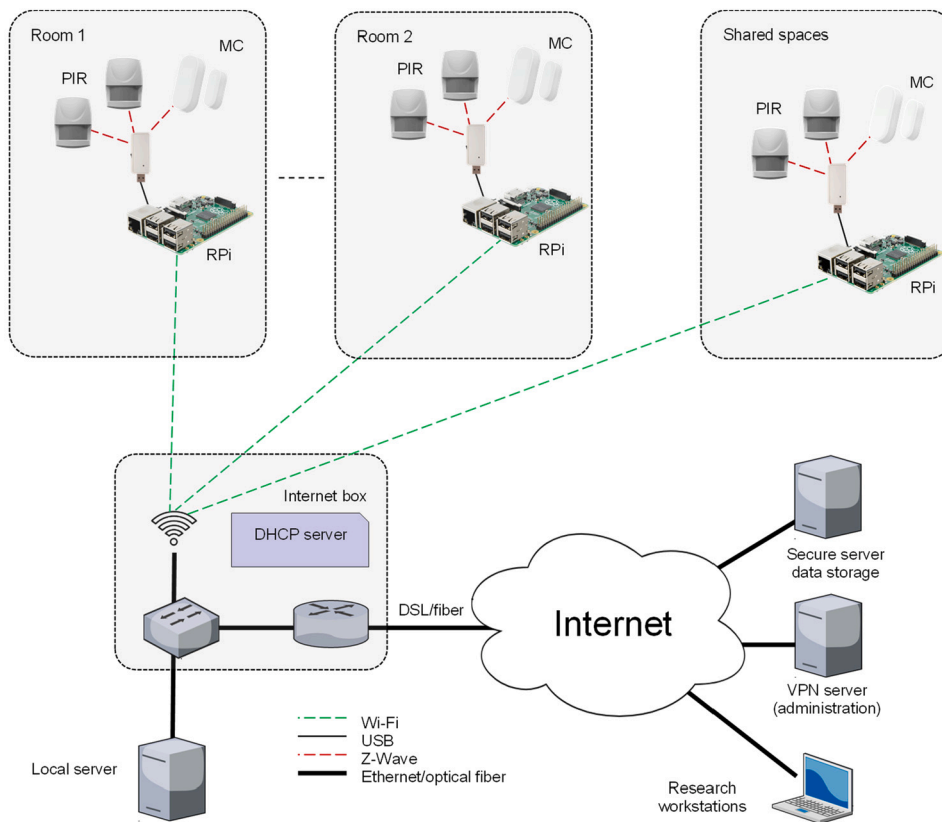 Room 1
MC
PIR
RPi
Room 2
MC
PIR
RPi
Shared spaces
MC
PIR
RPi
Internet box
DHCP server
DSL/fiber
Internet
Secure server
data storage
VPN server
(administration)
Research
workstations
Local server
Wi-Fi
USB
Z-Wave
Ethernet/optical fiber